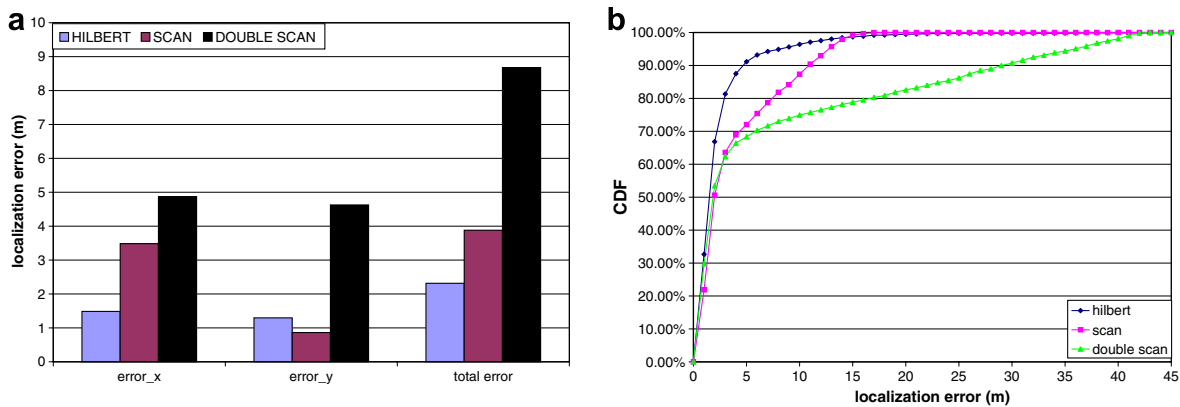 a
10
9
8
7
6
5
4
3
2
1
0
localization error (m)
HILBERT SCAN DOUBLE SCAN
error_x error_y total error
b
100.00%
90.00%
80.00%
70.00%
60.00%
50.00%
40.00%
30.00%
20.00%
10.00%
0.00%
CDF
hilbert
scan
double scan
0 5 10 15 20 25 30 35 40 45
localization error (m)